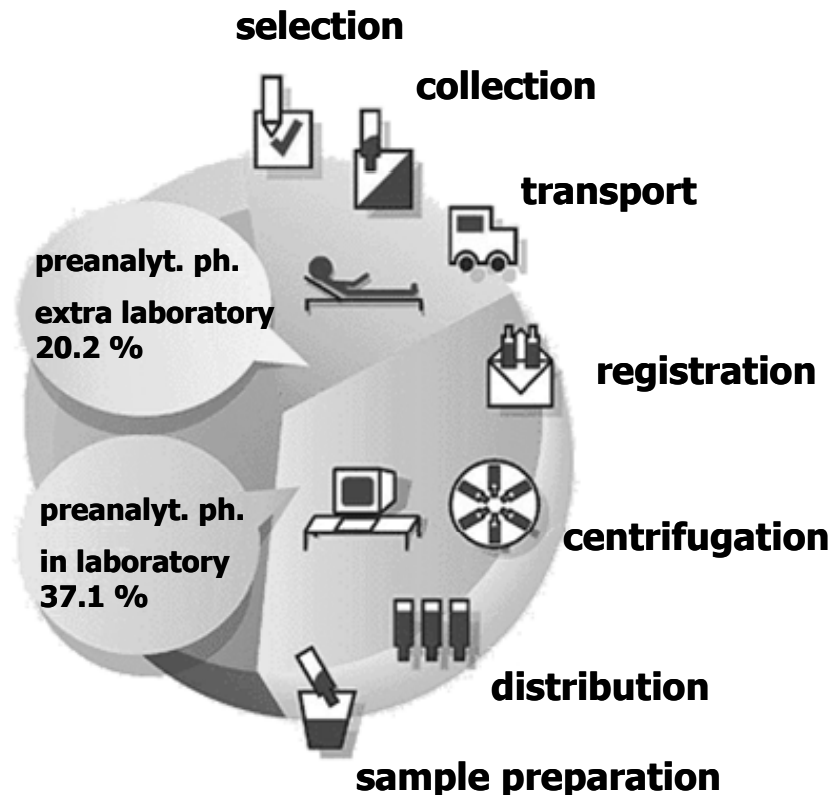 selection
collection
transport
preanalyt. ph.
extra laboratory
20.2 %
registration
preanalyt. ph.
in laboratory
37.1 %
centrifugation
distribution
sample preparation